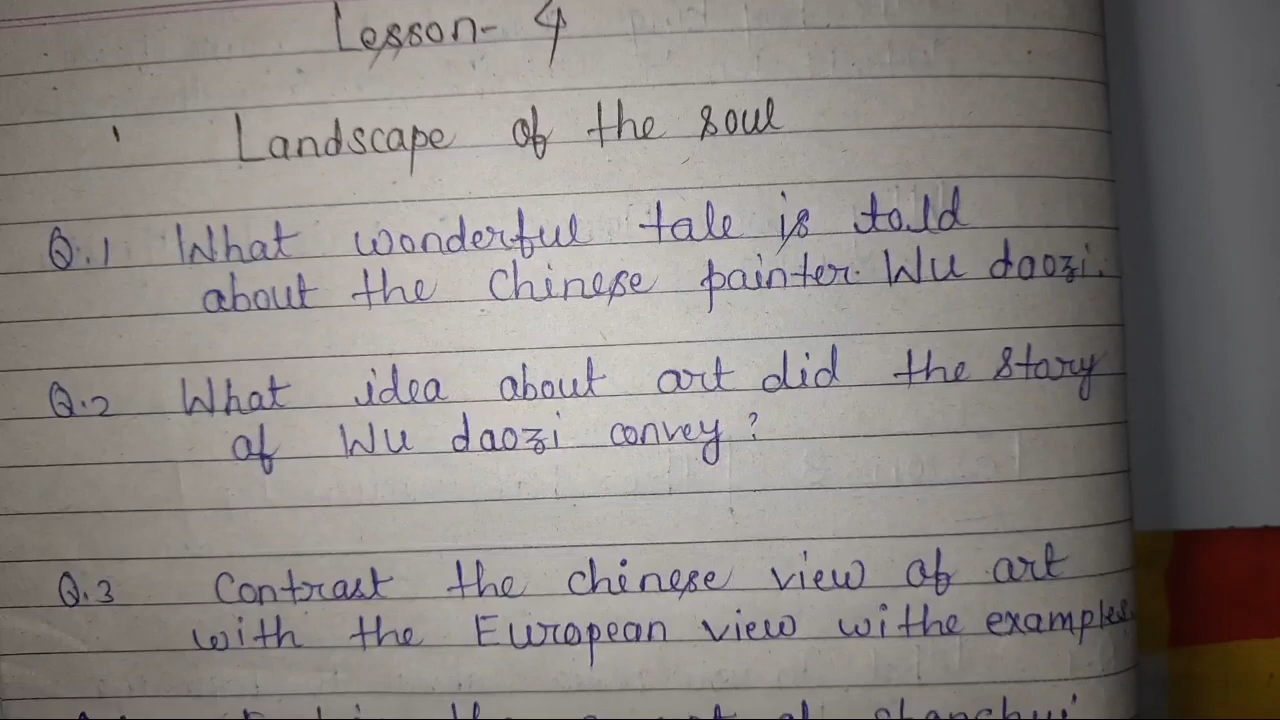 Lesson- 4
Landscape of the soul
Q.1 What wonderful tale is told
about the Chinese painter Wu daozi.
Q.2 What idea about art did the story
of Wu daozi convey?
Q.3 Contrast the chinese view of art
with the European view withe examples.